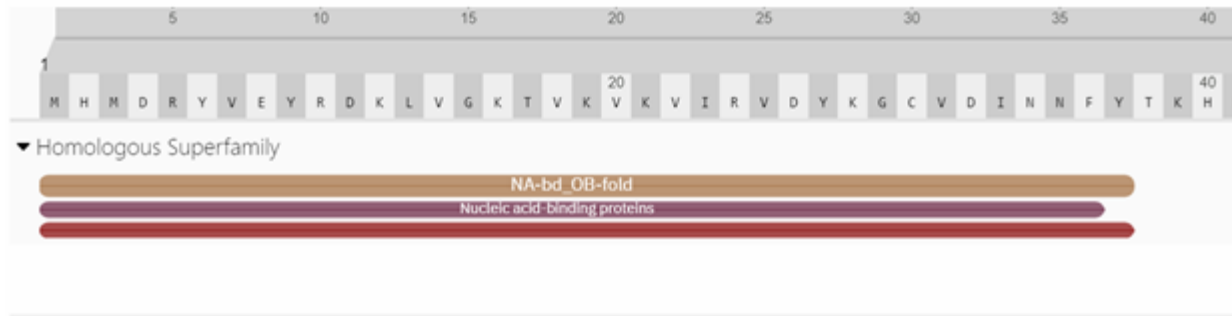 5 10 15 20 25 30 35 40
1
20 40
M H M D R Y V E Y R D K L V G K T V K V K V I R V D Y K G C V D I N N F Y T K H
Homologous Superfamily
NA-bd_OB-fold
Nucleic acid-binding proteins